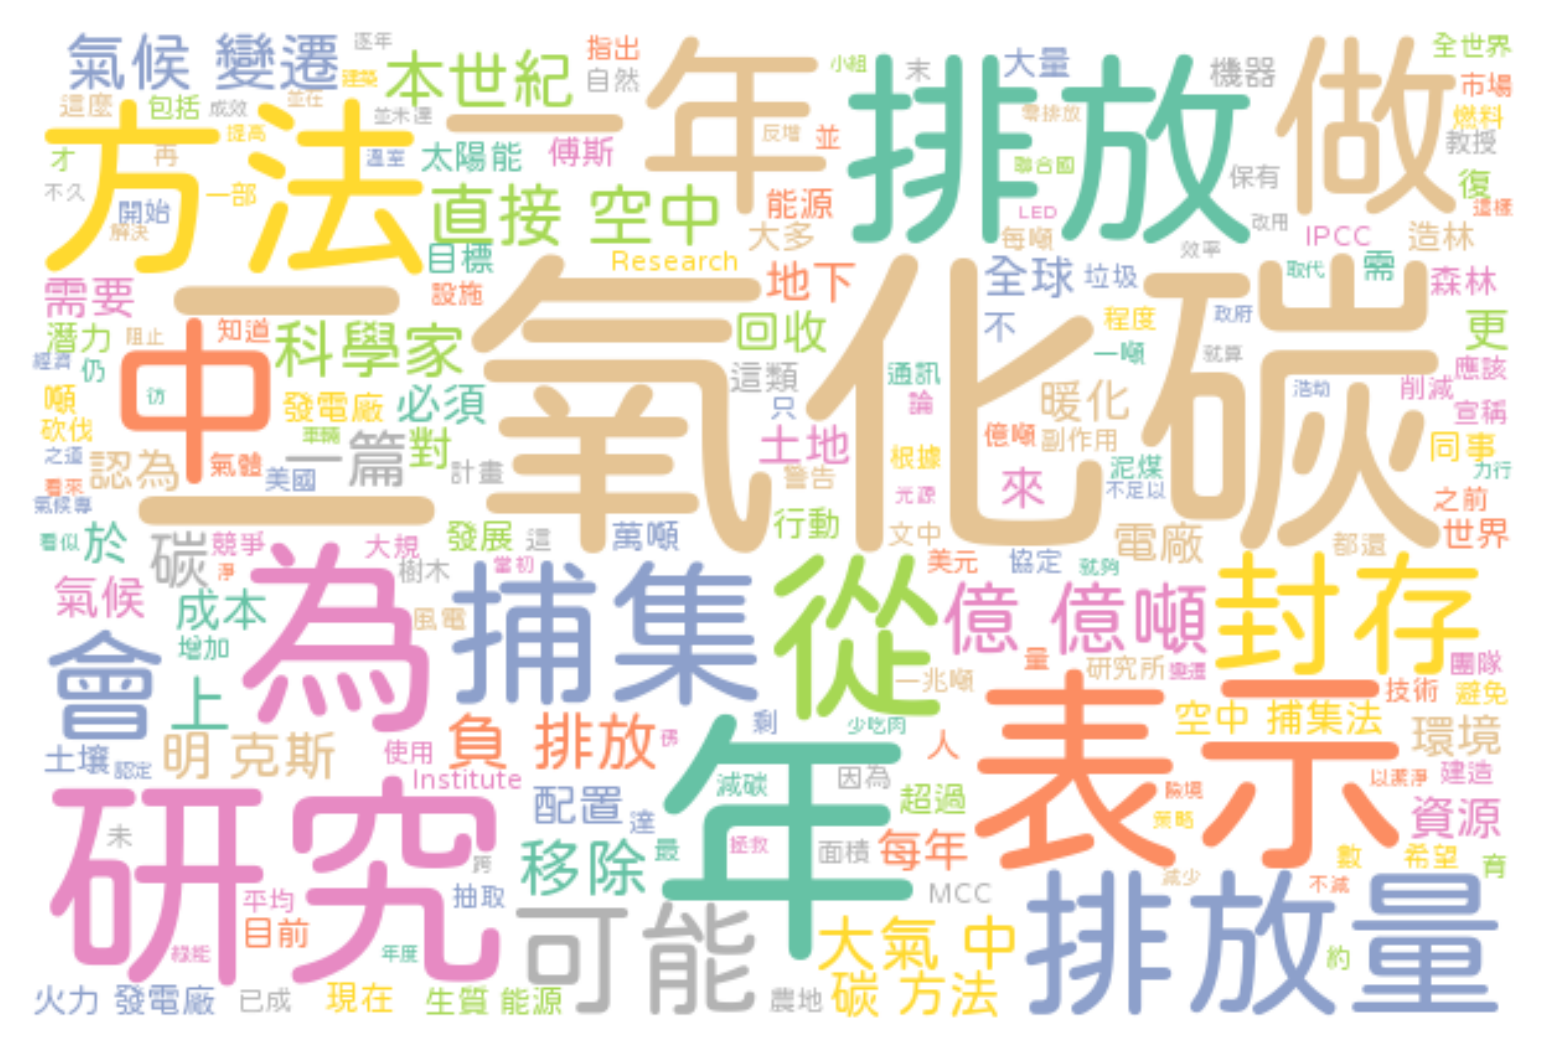 氣候 變遷
逐年
本世紀
指出
自然
一年
小組
排放
末
大量
機器
做
全世界
市場
燃料
教授
這麼
包括
成效
建築
並在
並未達
方法
提高
溫室
太陽能
傅斯
反增
並
零排放
聯合國
保有
復
這樣
才
再
不久
一部
開始
解決
直接 空中
能源
大多
LED
每噸
改用
效率
IPCC
造林
目標
Research
設施
地下
全球
垃圾
取代
需
森林
需要
二氧化碳
潛力
阻止
知道
科學家
回收
不
程度
政府
更
經濟
仍
彷
中
這類
通訊
一噸
就算
應該
噸
發電廠
必須
只
論
暖化
浩劫
削減
宣稱
砍伐
車輛
一篇
對
土地
億噸
副作用
同事
之道
認為
氣體
美國
計畫
警告
根據
泥煤
力行
看來
氣候專
元源
來
不足以
之前
二
行動
文中
看似
於
碳
競爭
大規
發展
這
萬噸
電廠
都還
世界
淨
樹木
當初
美元
協定
就夠
氣候
成本
為
風電
捕集
從
億 億噸
封存
增加
會
上
量
研究所
變遷
團隊
一兆噸
表示
技術
避免
負 排放
佛
剩
少吃肉
人
空中 捕集法
環境
土壤
認定
明 克斯
使用
Institute
年
減碳
因為
以潔淨
建造
研究
配置
達
超過
險境
策略
資源
未
跨
移除
最
拯救
面積
每年
數
希望
育
平均
抽取
MCC
減少
不減
目前
綠能
年度
可能
大氣 中
排放量
約
火力 發電廠
已成
現在
生質 能源
農地
碳 方法